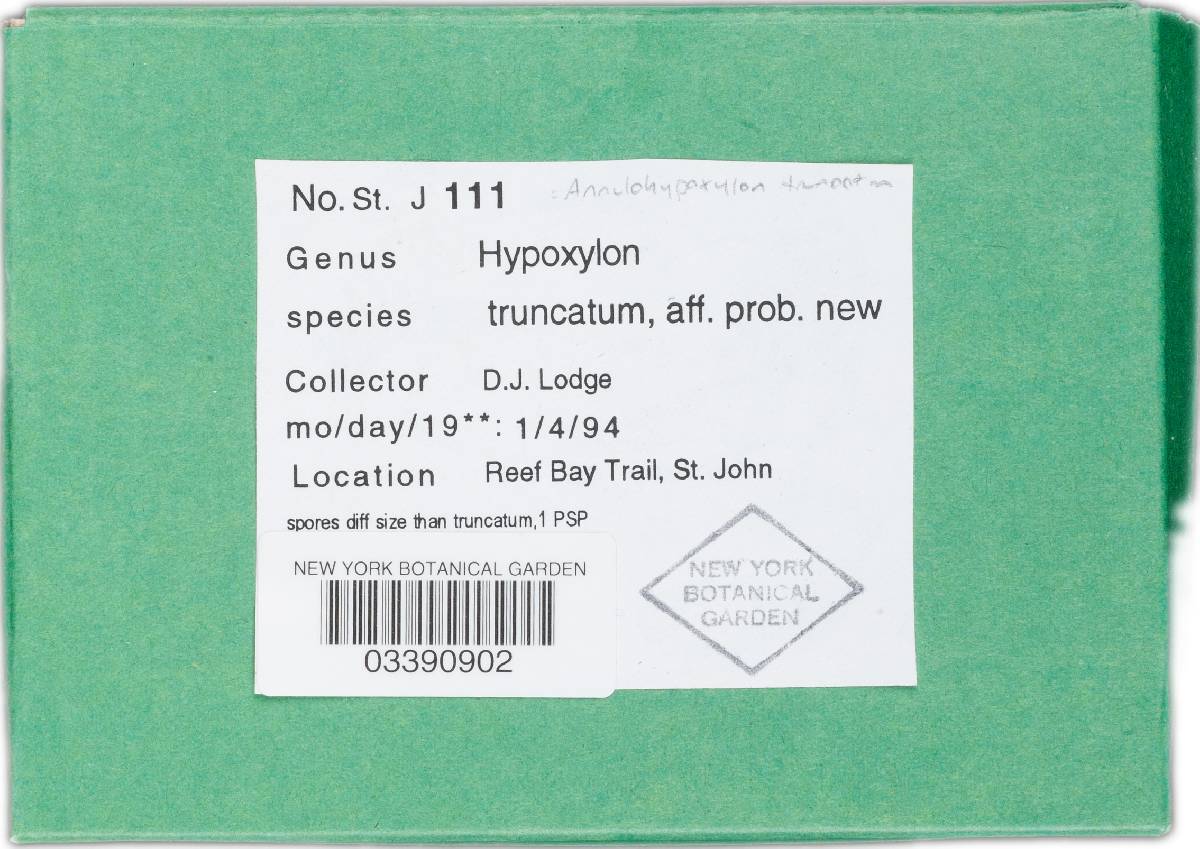 No. St. J 111
= Annulohypoxylon truncatum
Genus Hypoxylon
species truncatum, aff. prob. new
Collector D.J. Lodge
mo/day/19**: 1/4/94
Location Reef Bay Trail, St. John
spores diff size than truncatum,1 PSP
NEW YORK BOTANICAL GARDEN
03390902
NEW YORK
BOTANICAL
GARDEN